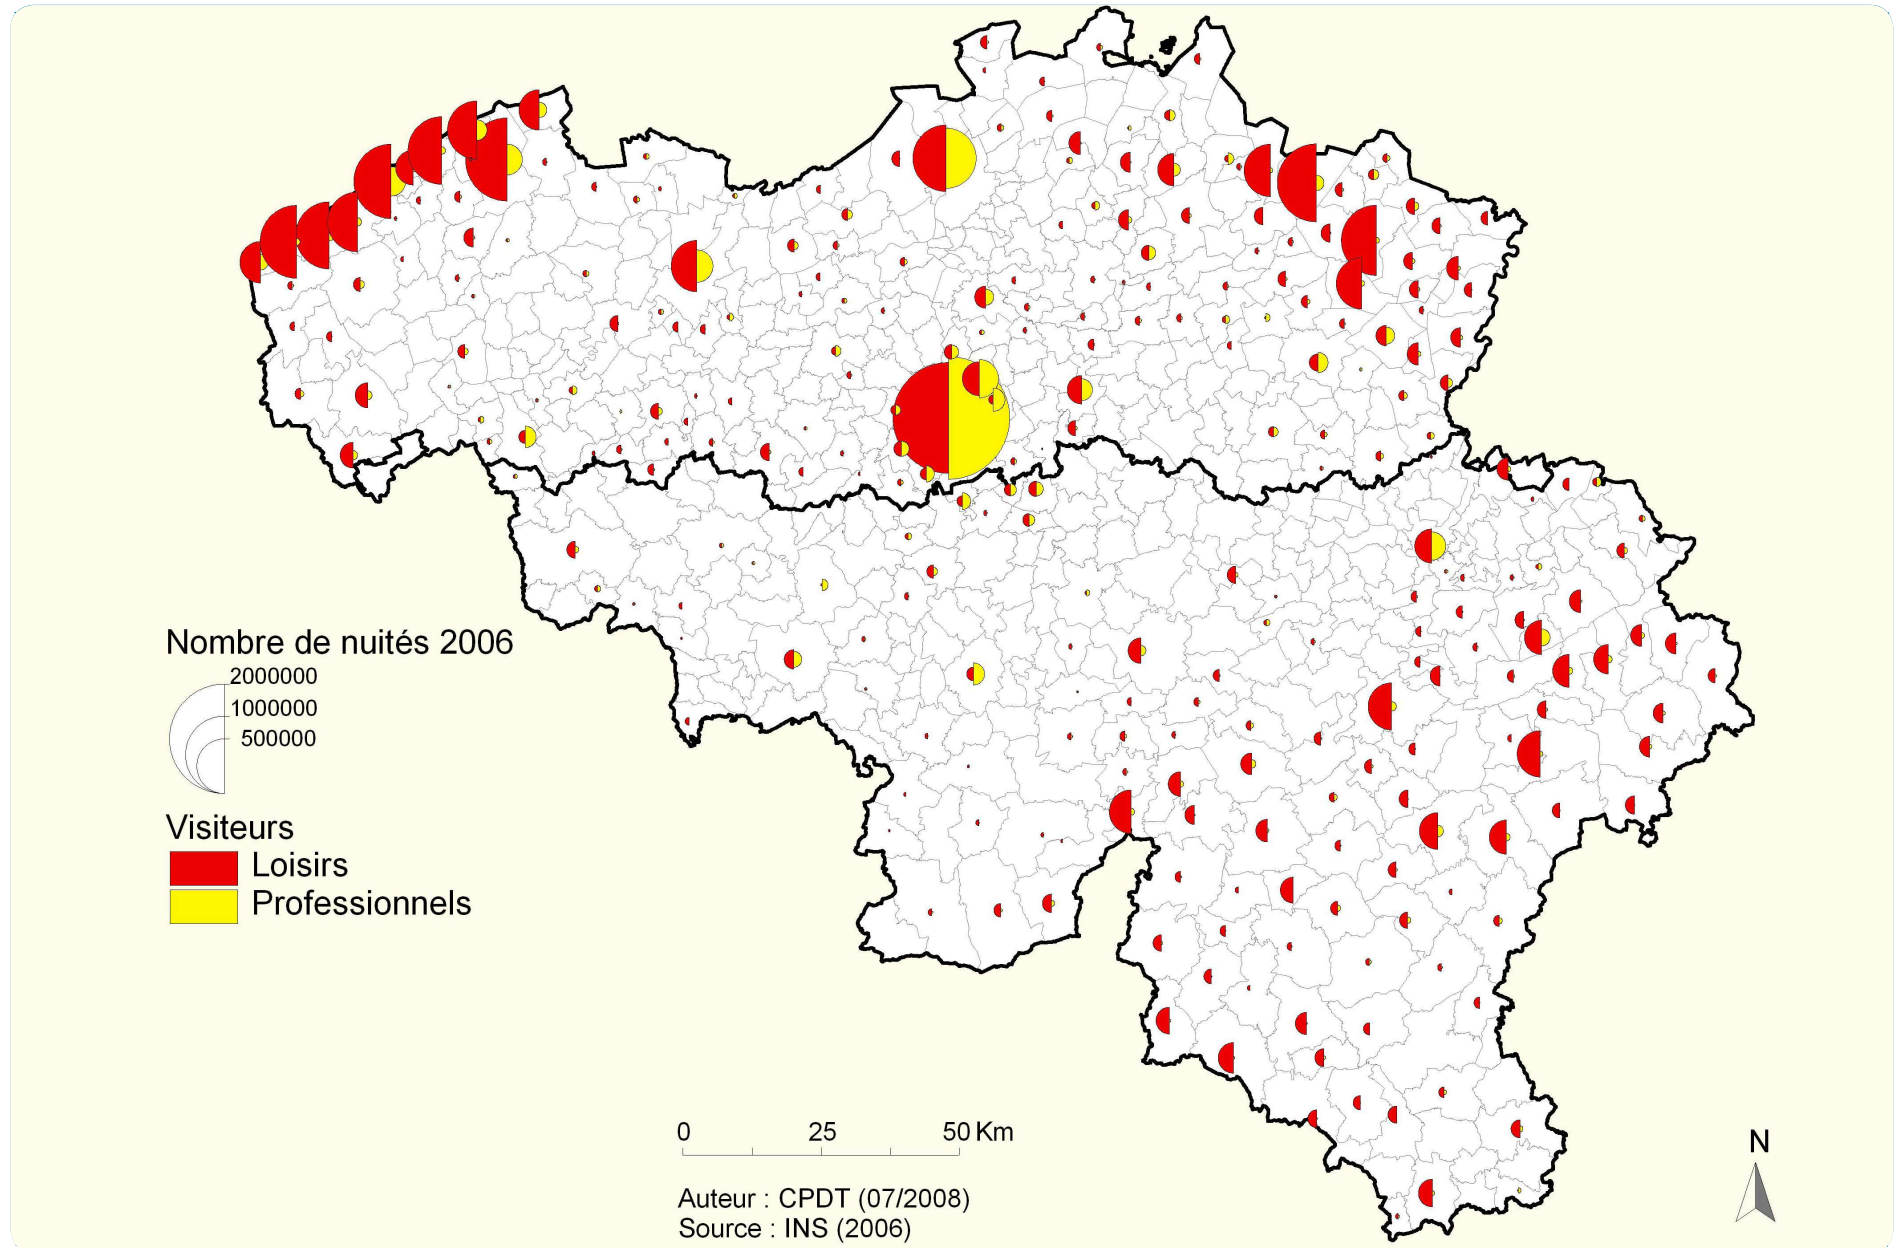 Nombre de nuités 2006
2000000
1000000
500000
Visiteurs
Loisirs
Professionnels
0 25 50 Km
Auteur : CPDT (07/2008)
Source : INS (2006)
N